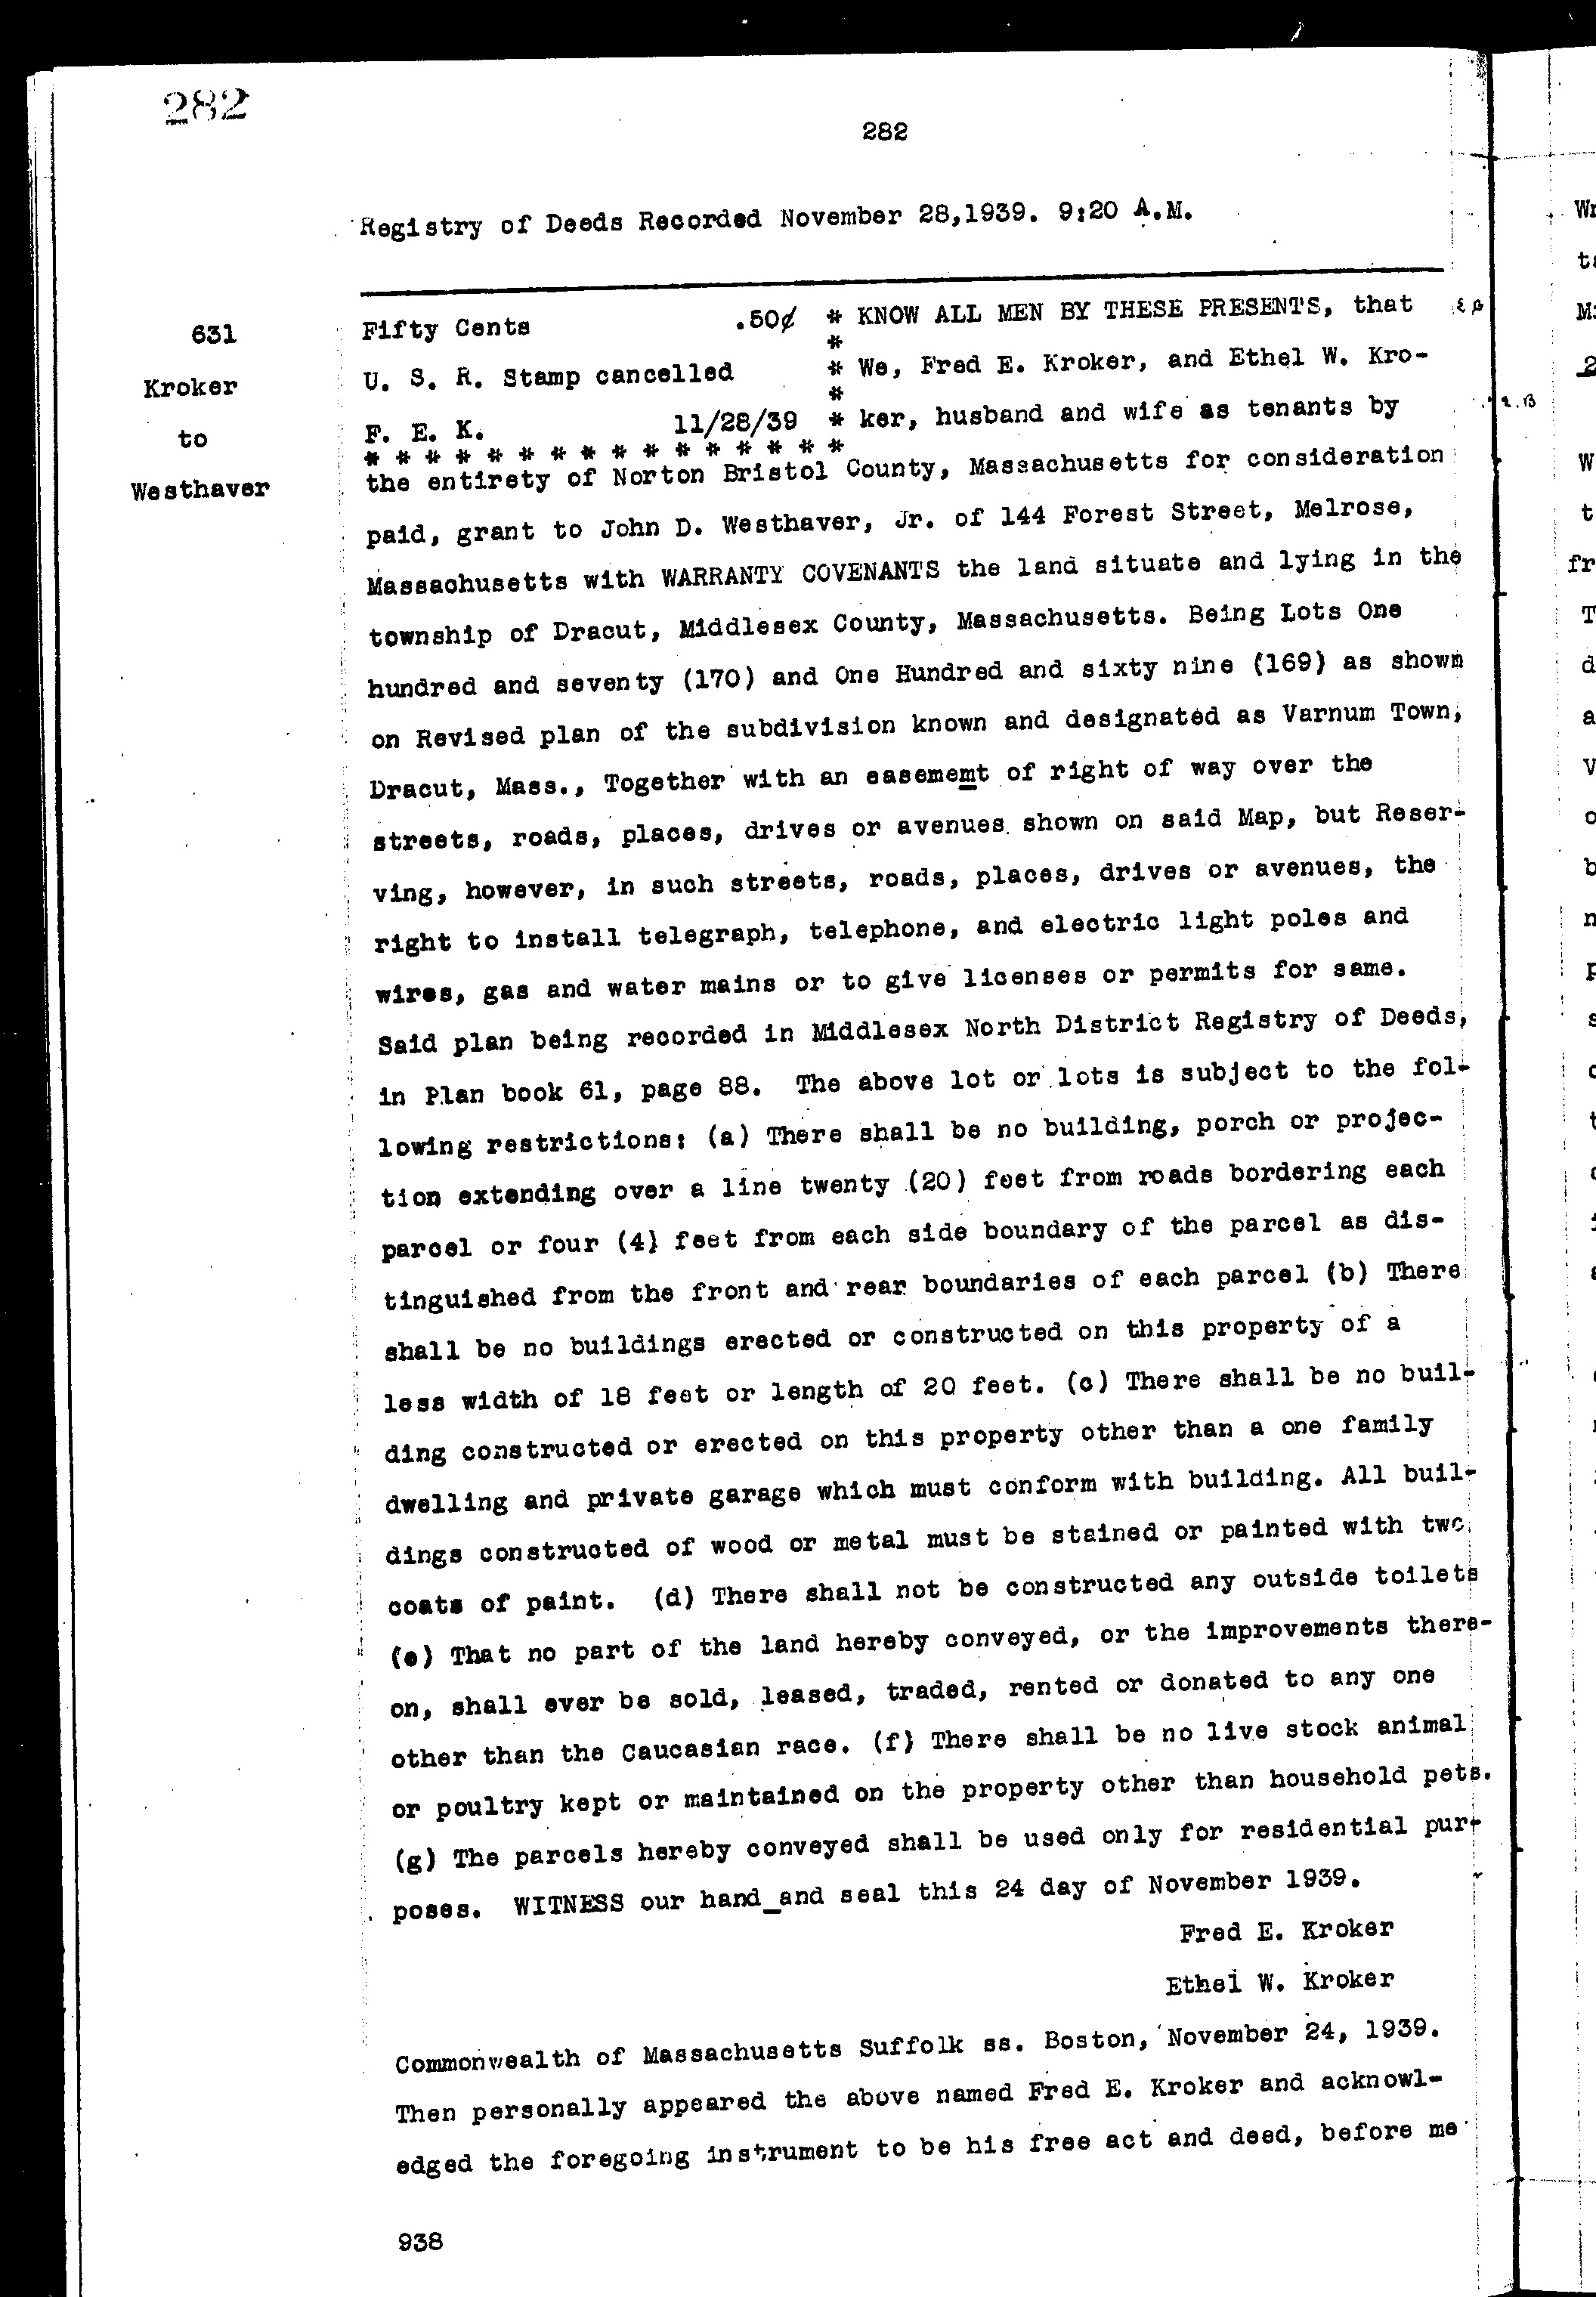 282
282
Registry of Deeds Recorded November 28,1939. 9:20 A.M.
631
Kroker
to
Westhaver
Fifty Cents .50¢ * KNOW ALL MEN BY THESE PRESENTS, that
*
U. S. R. Stamp cancelled * We, Fred E. Kroker, and Ethel W. Kro-
*
F. E. K. 11/28/39 * ker, husband and wife as tenants by
* * * * * * * * * * * * * * * *
the entirety of Norton Bristol County, Massachusetts for consideration
paid, grant to John D. Westhaver, Jr. of 144 Forest Street, Melrose,
Massachusetts with WARRANTY COVENANTS the land situate and lying in the
township of Dracut, Middlesex County, Massachusetts. Being Lots One
hundred and seventy (170) and One Hundred and sixty nine (169) as shown
on Revised plan of the subdivision known and designated as Varnum Town,
Dracut, Mass., Together with an easememt of right of way over the
streets, roads, places, drives or avenues shown on said Map, but Reser-
ving, however, in such streets, roads, places, drives or avenues, the
right to install telegraph, telephone, and electric light poles and
wires, gas and water mains or to give licenses or permits for same.
Said plan being recorded in Middlesex North District Registry of Deeds,
in Plan book 61, page 88. The above lot or lots is subject to the fol-
lowing restrictions: (a) There shall be no building, porch or projec-
tion extending over a line twenty (20) feet from roads bordering each
parcel or four (4) feet from each side boundary of the parcel as dis-
tinguished from the front and rear boundaries of each parcel (b) There
shall be no buildings erected or constructed on this property of a
less width of 18 feet or length of 20 feet. (c) There shall be no buil-
ding constructed or erected on this property other than a one family
dwelling and private garage which must conform with building. All buil-
dings constructed of wood or metal must be stained or painted with two
coats of paint. (d) There shall not be constructed any outside toilets
(e) That no part of the land hereby conveyed, or the improvements there-
on, shall ever be sold, leased, traded, rented or donated to any one
other than the Caucasian race. (f) There shall be no live stock animal
or poultry kept or maintained on the property other than household pets.
(g) The parcels hereby conveyed shall be used only for residential pur-
poses. WITNESS our hand_and seal this 24 day of November 1939.
Fred E. Kroker
Ethel W. Kroker
Commonwealth of Massachusetts Suffolk ss. Boston, November 24, 1939.
Then personally appeared the above named Fred E. Kroker and acknowl-
edged the foregoing instrument to be his free act and deed, before me
938